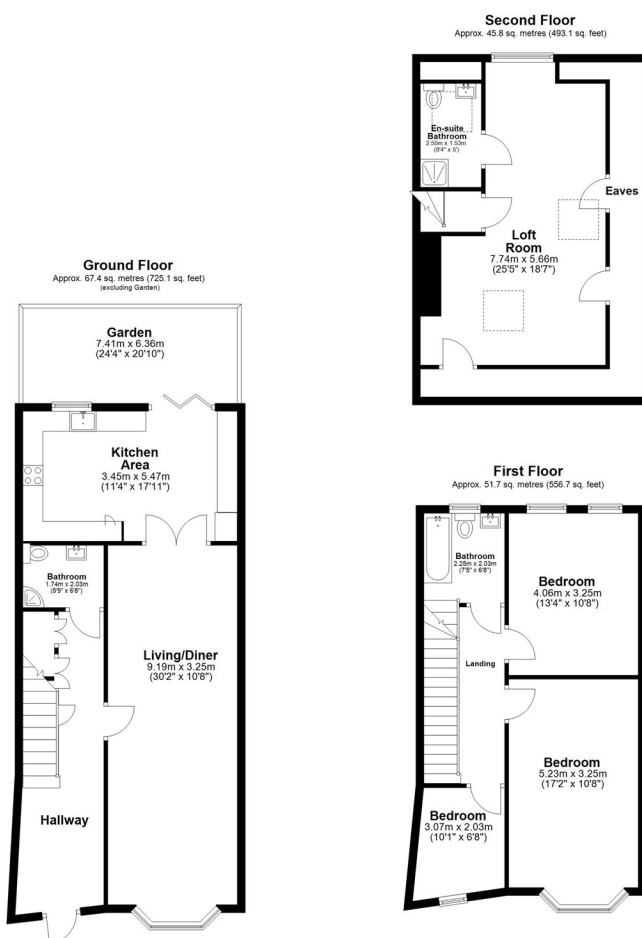 Second Floor
Approx. 45.8 sq. metres (493.1 sq. feet)
En-suite
Bathroom
2.55m x 1.53m
(8'4" x 5')
Eaves
Loft
Room
7.74m x 5.66m
(25'5" x 18'7")
Ground Floor
Approx. 67.4 sq. metres (725.1 sq. feet)
(excluding Garden)
Garden
7.41m x 6.36m
(24'4" x 20'10")
Kitchen
Area
3.45m x 5.47m
(11'4" x 17'11")
Bathroom
1.74m x 2.03m
(5'9" x 6'8")
Living/Diner
9.19m x 3.25m
(30'2" x 10'8")
Hallway
First Floor
Approx. 51.7 sq. metres (556.7 sq. feet)
Bathroom
2.25m x 2.03m
(7'5" x 6'8")
Bedroom
4.06m x 3.25m
(13'4" x 10'8")
Landing
Bedroom
5.23m x 3.25m
(17'2" x 10'8")
Bedroom
3.07m x 2.03m
(10'1" x 6'8")